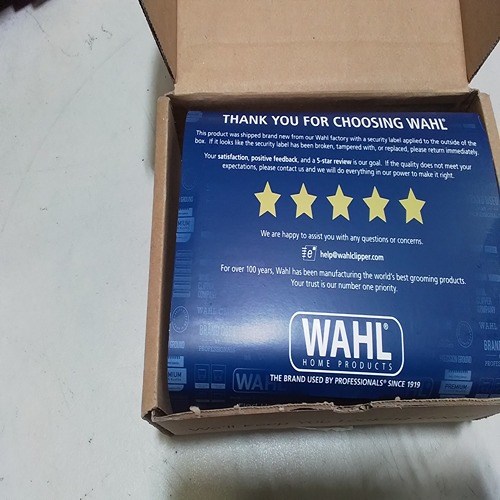 THANK YOU FOR CHOOSING WAHL®
This product was shipped brand new from our Wahl factory with a security label applied to the outside of the
box. If it looks like the security label has been broken, tampered with, or replaced, please return immediately.
Your satisfaction, positive feedback, and a 5-star review is our goal. If the quality does not meet your
expectations, please contact us and we will do everything in our power to make it right.
We are happy to assist you with any questions or concerns.
help@wahlclipper.com
For over 100 years, Wahl has been manufacturing the world's best grooming products.
Your trust is our number one priority.
WAHL®
HOME PRODUCTS
THE BRAND USED BY PROFESSIONALS® SINCE 1919